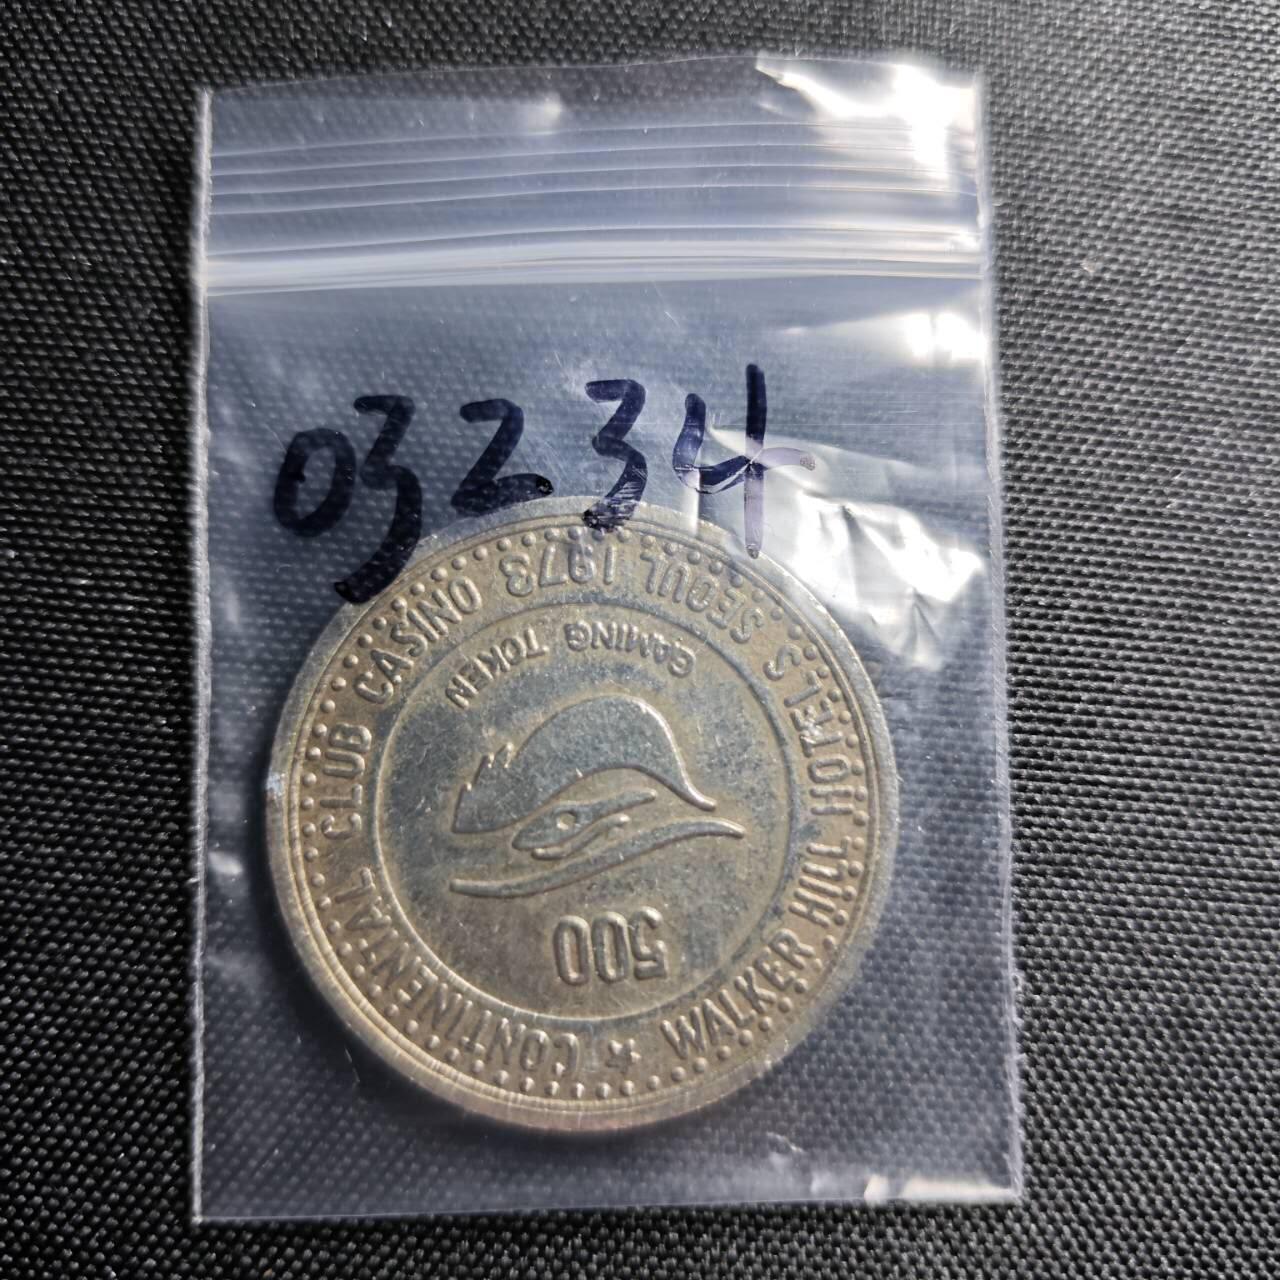 03234
WALKER HILL HOTEL'S SEOUL 1973 CONTINENTAL CLUB CASINO
GAMING TOKEN
500